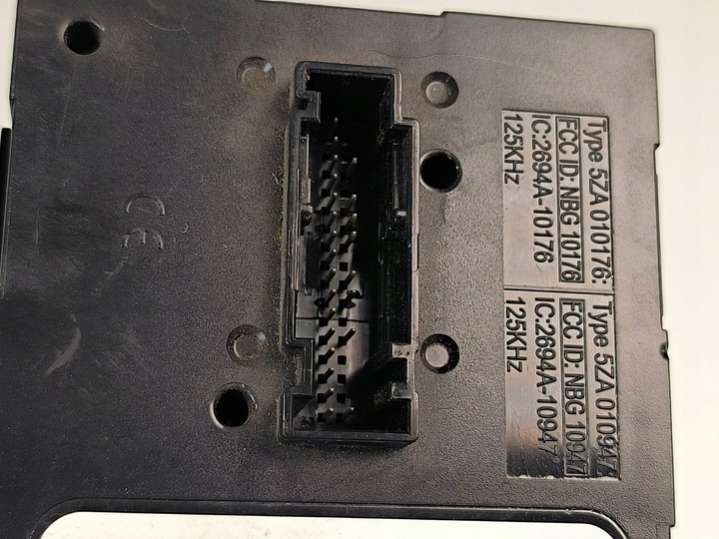 Type 5ZA 010176:
FCC ID: NBG 10176
IC:2694A-10176
125KHz
Type 5ZA 010947
FCC ID: NBG 10947
IC:2694A-10947
125KHz
CE